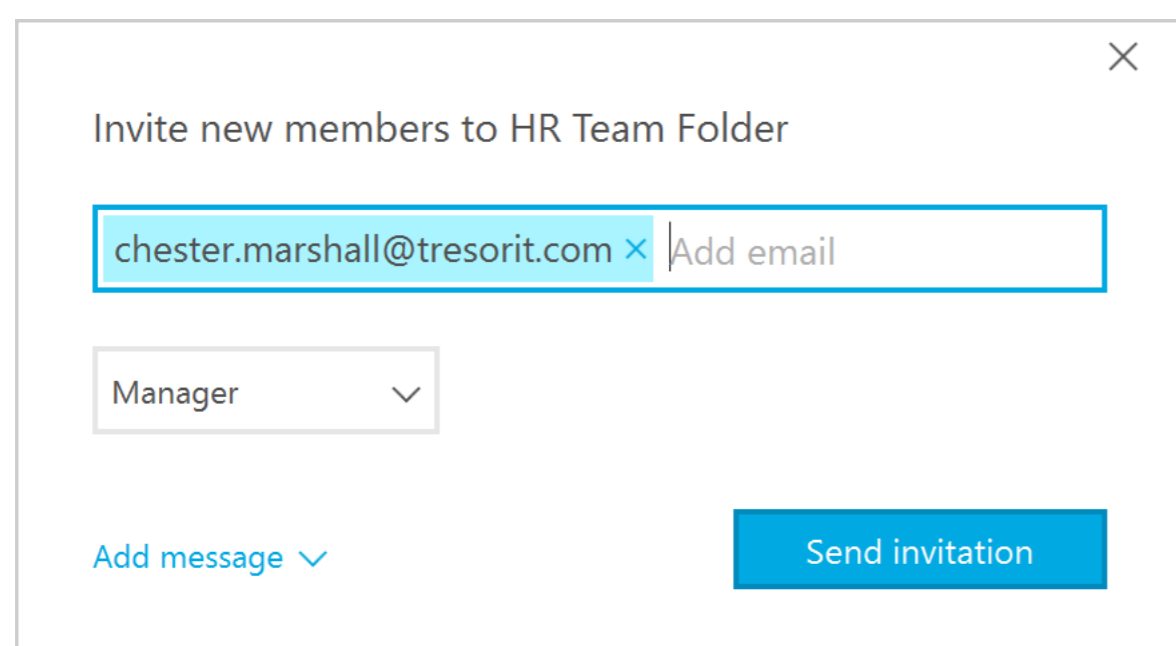 Invite new members to HR Team Folder
chester.marshall@tresorit.com × Add email
Manager
Add message
Send invitation